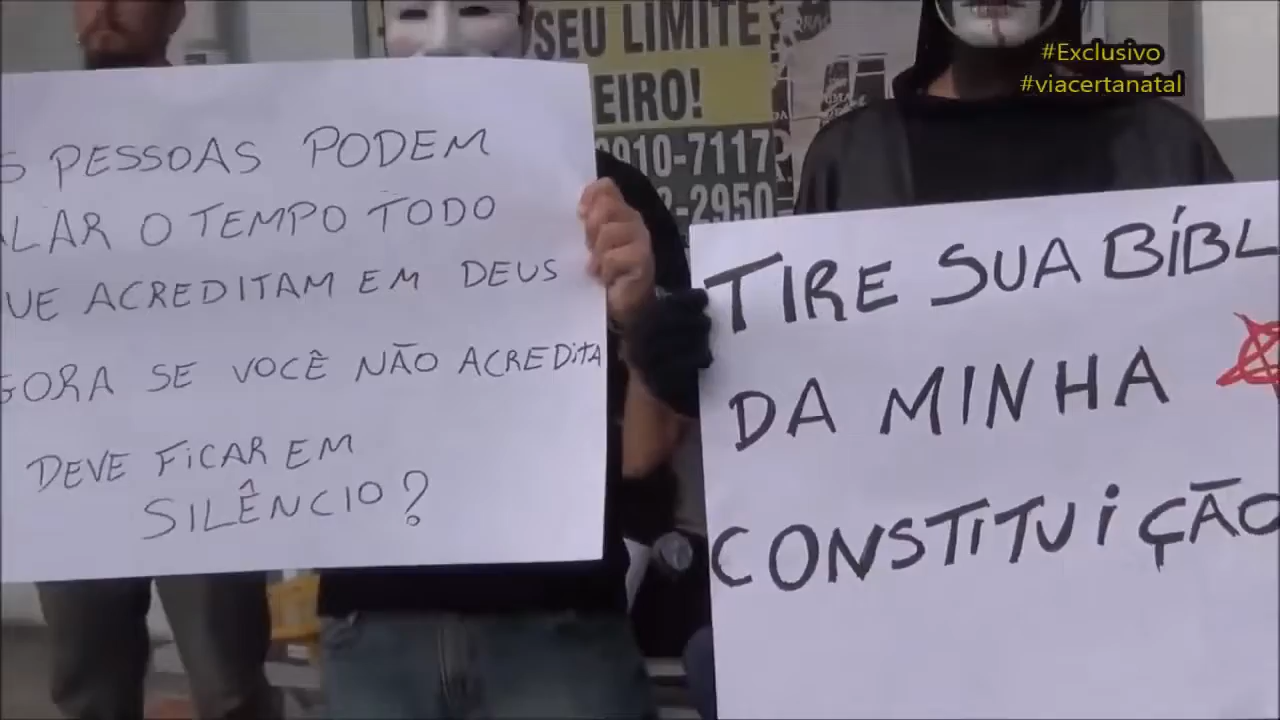 #Exclusivo
#viacertanatal
SEU LIMITE
EIRO!
910-7117
2-2950
S PESSOAS PODEM
LAR O TEMPO TODO
UE ACREDITAM EM DEUS
GORA SE VOCÊ NÃO ACREDITA
DEVE FICAR EM
SILÊNCIO?
TIRE SUA BÍBL
DA MINHA
CONSTITUIÇÃO